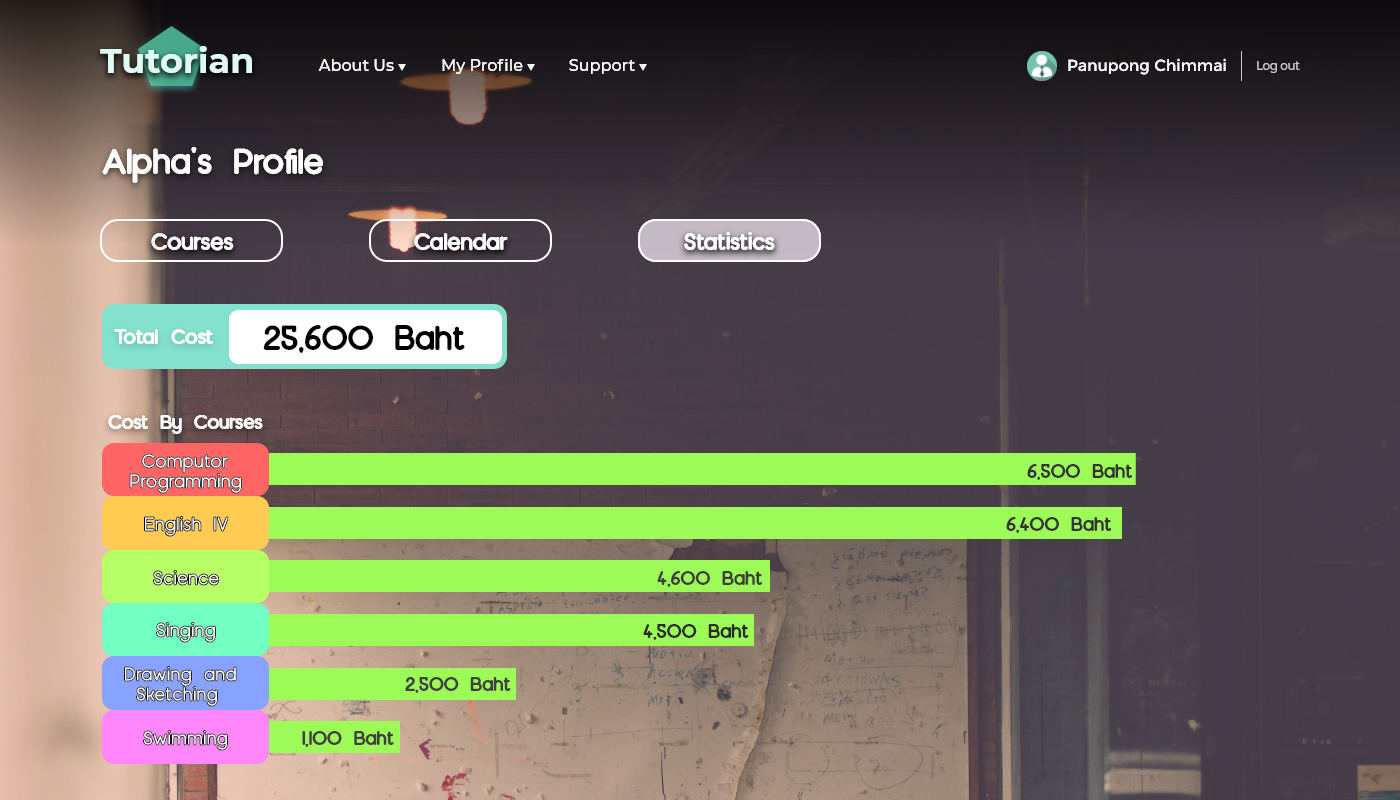 Tutorian
About Us ▾
My Profile ▾
Support ▾
Panupong Chimmai
Log out
Alpha's Profile
Courses
Calendar
Statistics
Total Cost
25,600 Baht
Cost By Courses
Computor
Programming
6,500 Baht
English IV
6,400 Baht
Science
4,600 Baht
Singing
4,500 Baht
Drawing and
Sketching
2,500 Baht
Swimming
1,100 Baht